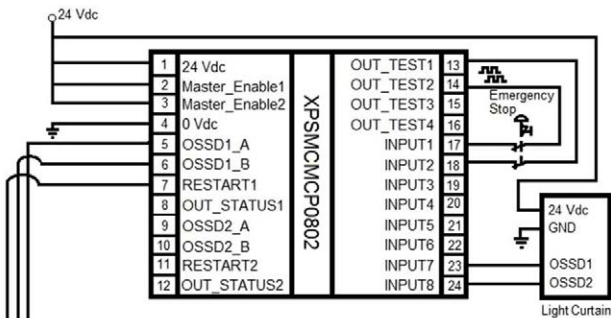 24 Vdc
1 24 Vdc OUT_TEST1 13
2 Master_Enable1 OUT_TEST2 14
3 Master_Enable2 OUT_TEST3 15
4 0 Vdc OUT_TEST4 16
5 OSSD1_A INPUT1 17
6 OSSD1_B INPUT2 18
7 RESTART1 INPUT3 19
8 OUT_STATUS1 INPUT4 20
9 OSSD2_A INPUT5 21
10 OSSD2_B INPUT6 22
11 RESTART2 INPUT7 23
12 OUT_STATUS2 INPUT8 24
XPSMCMCP0802
Emergency
Stop
24 Vdc
GND
OSSD1
OSSD2
Light Curtain